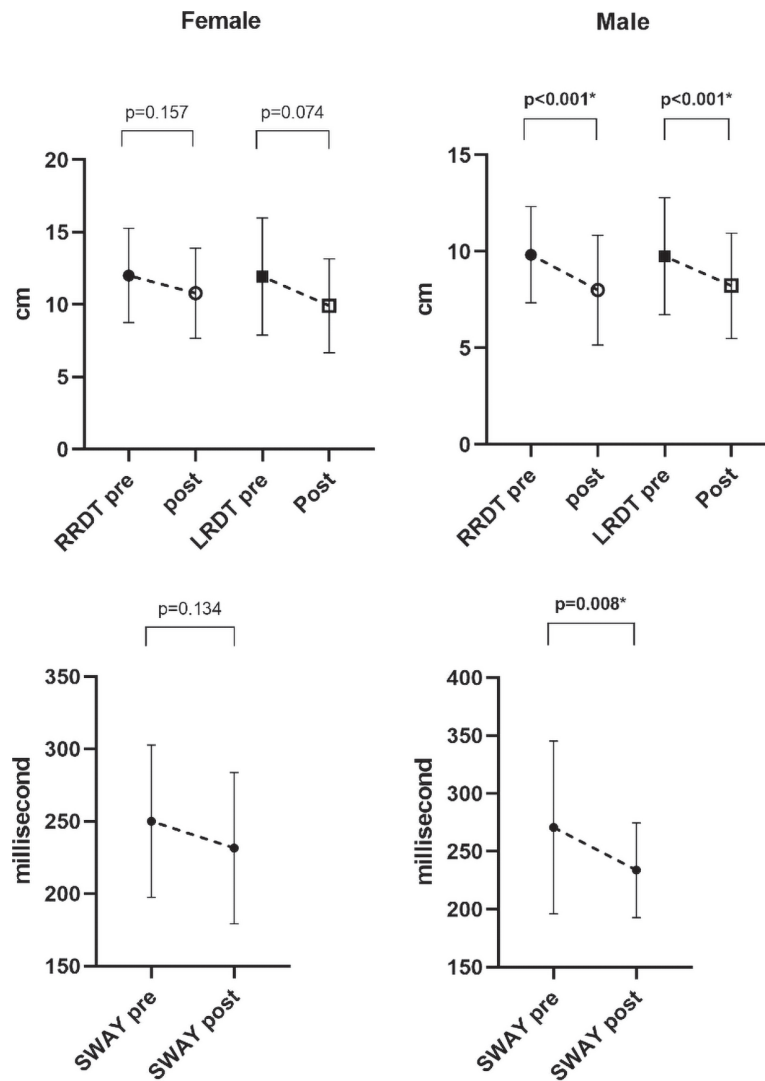 Female
p=0.157 p=0.074
20
15
10
5
0
cm
RRDT pre
post
LRDT pre
Post
Male
p<0.001* p<0.001*
15
10
5
0
cm
RRDT pre
post
LRDT pre
Post
p=0.134
350
300
250
200
150
millisecond
SWAY pre
SWAY post
p=0.008*
400
350
300
250
200
150
millisecond
SWAY pre
SWAY post